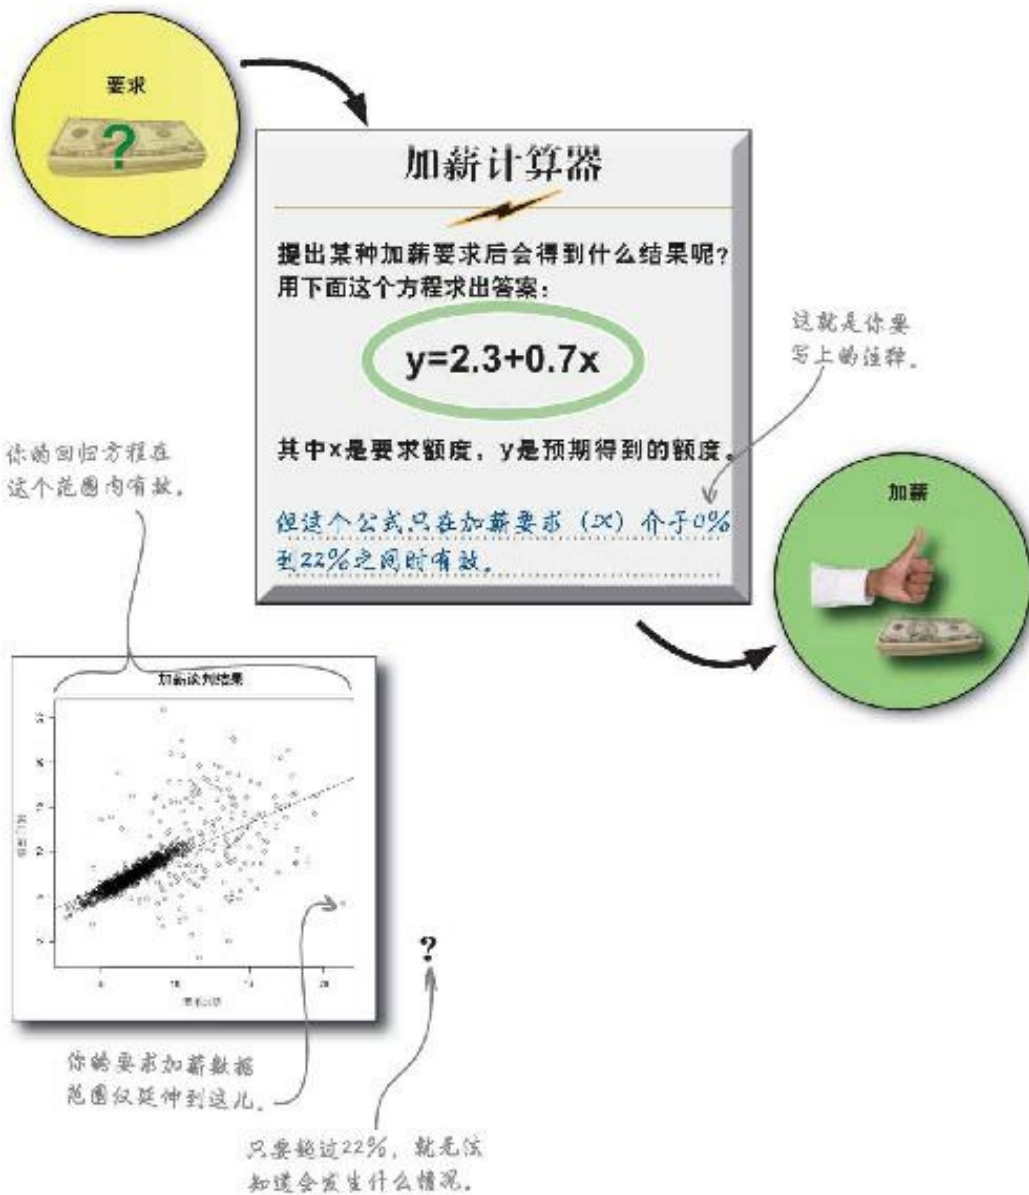 要求
?
加薪计算器
提出某种加薪要求后会得到什么结果呢?
用下面这个方程求出答案:
y=2.3+0.7x
其中x是要求额度，y是预期得到的额度。
但这个公式只在加薪要求（x）介于0%
到22%之间时有效。
这就是你要
写上的注释。
你的回归方程在
这个范围内有效。
加薪
加薪谈判结果
5 10 15 20
?
你的要求加薪数据
范围仅延伸到这儿。
只要超过22%，就无法
知道会发生什么情况。